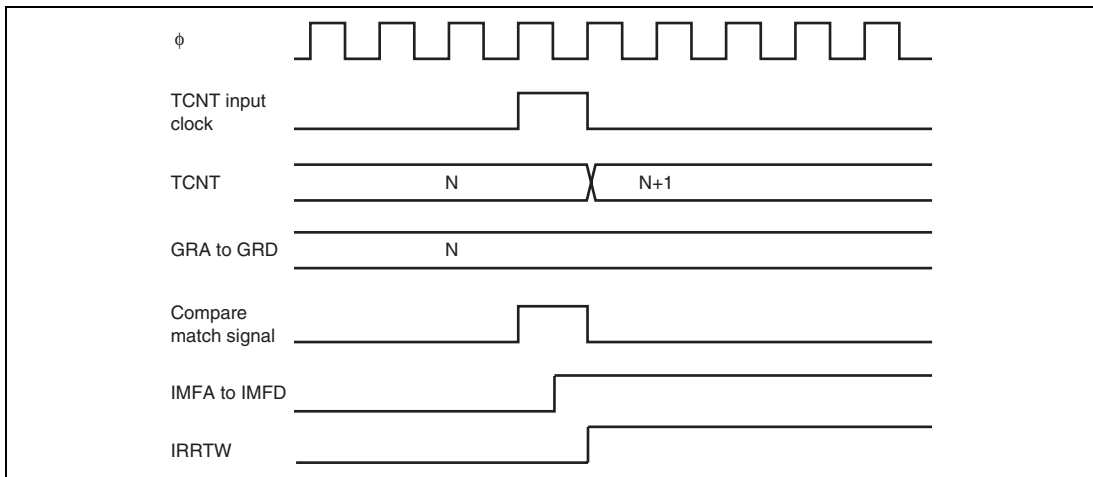 ϕ
TCNT input
clock
TCNT
N
N+1
GRA to GRD
N
Compare
match signal
IMFA to IMFD
IRRTW